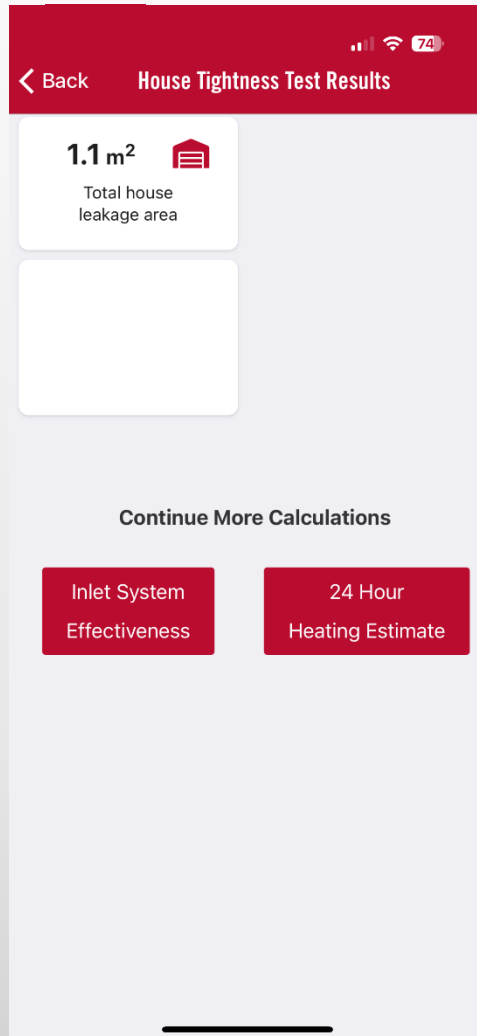 74
Back House Tightness Test Results
1.1 m²
Total house
leakage area
Continue More Calculations
Inlet System
Effectiveness
24 Hour
Heating Estimate